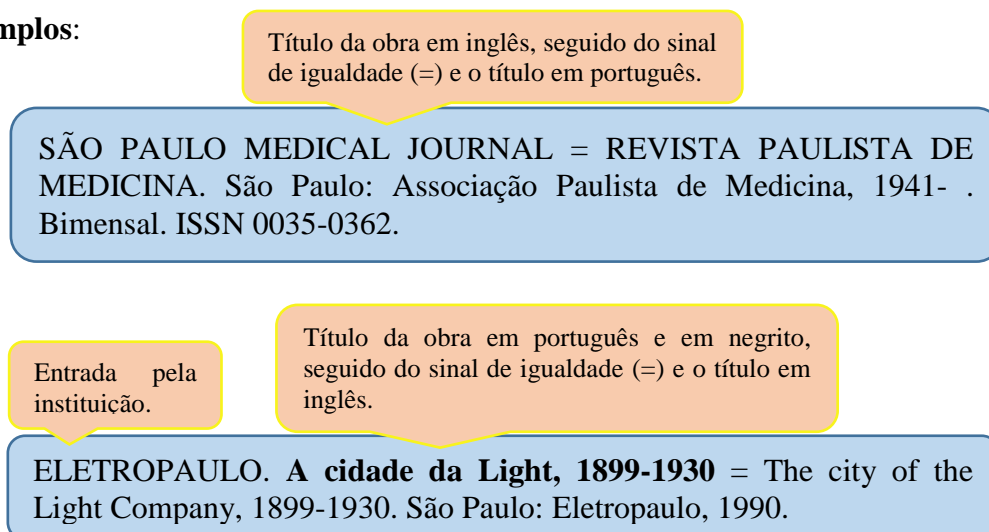 mplos:
Título da obra em inglês, seguido do sinal
de igualdade (=) e o título em português.
SÃO PAULO MEDICAL JOURNAL = REVISTA PAULISTA DE
MEDICINA. São Paulo: Associação Paulista de Medicina, 1941- .
Bimensal. ISSN 0035-0362.
Título da obra em português e em negrito,
seguido do sinal de igualdade (=) e o título em
inglês.
Entrada pela
instituição.
ELETROPAULO. A cidade da Light, 1899-1930 = The city of the
Light Company, 1899-1930. São Paulo: Eletropaulo, 1990.